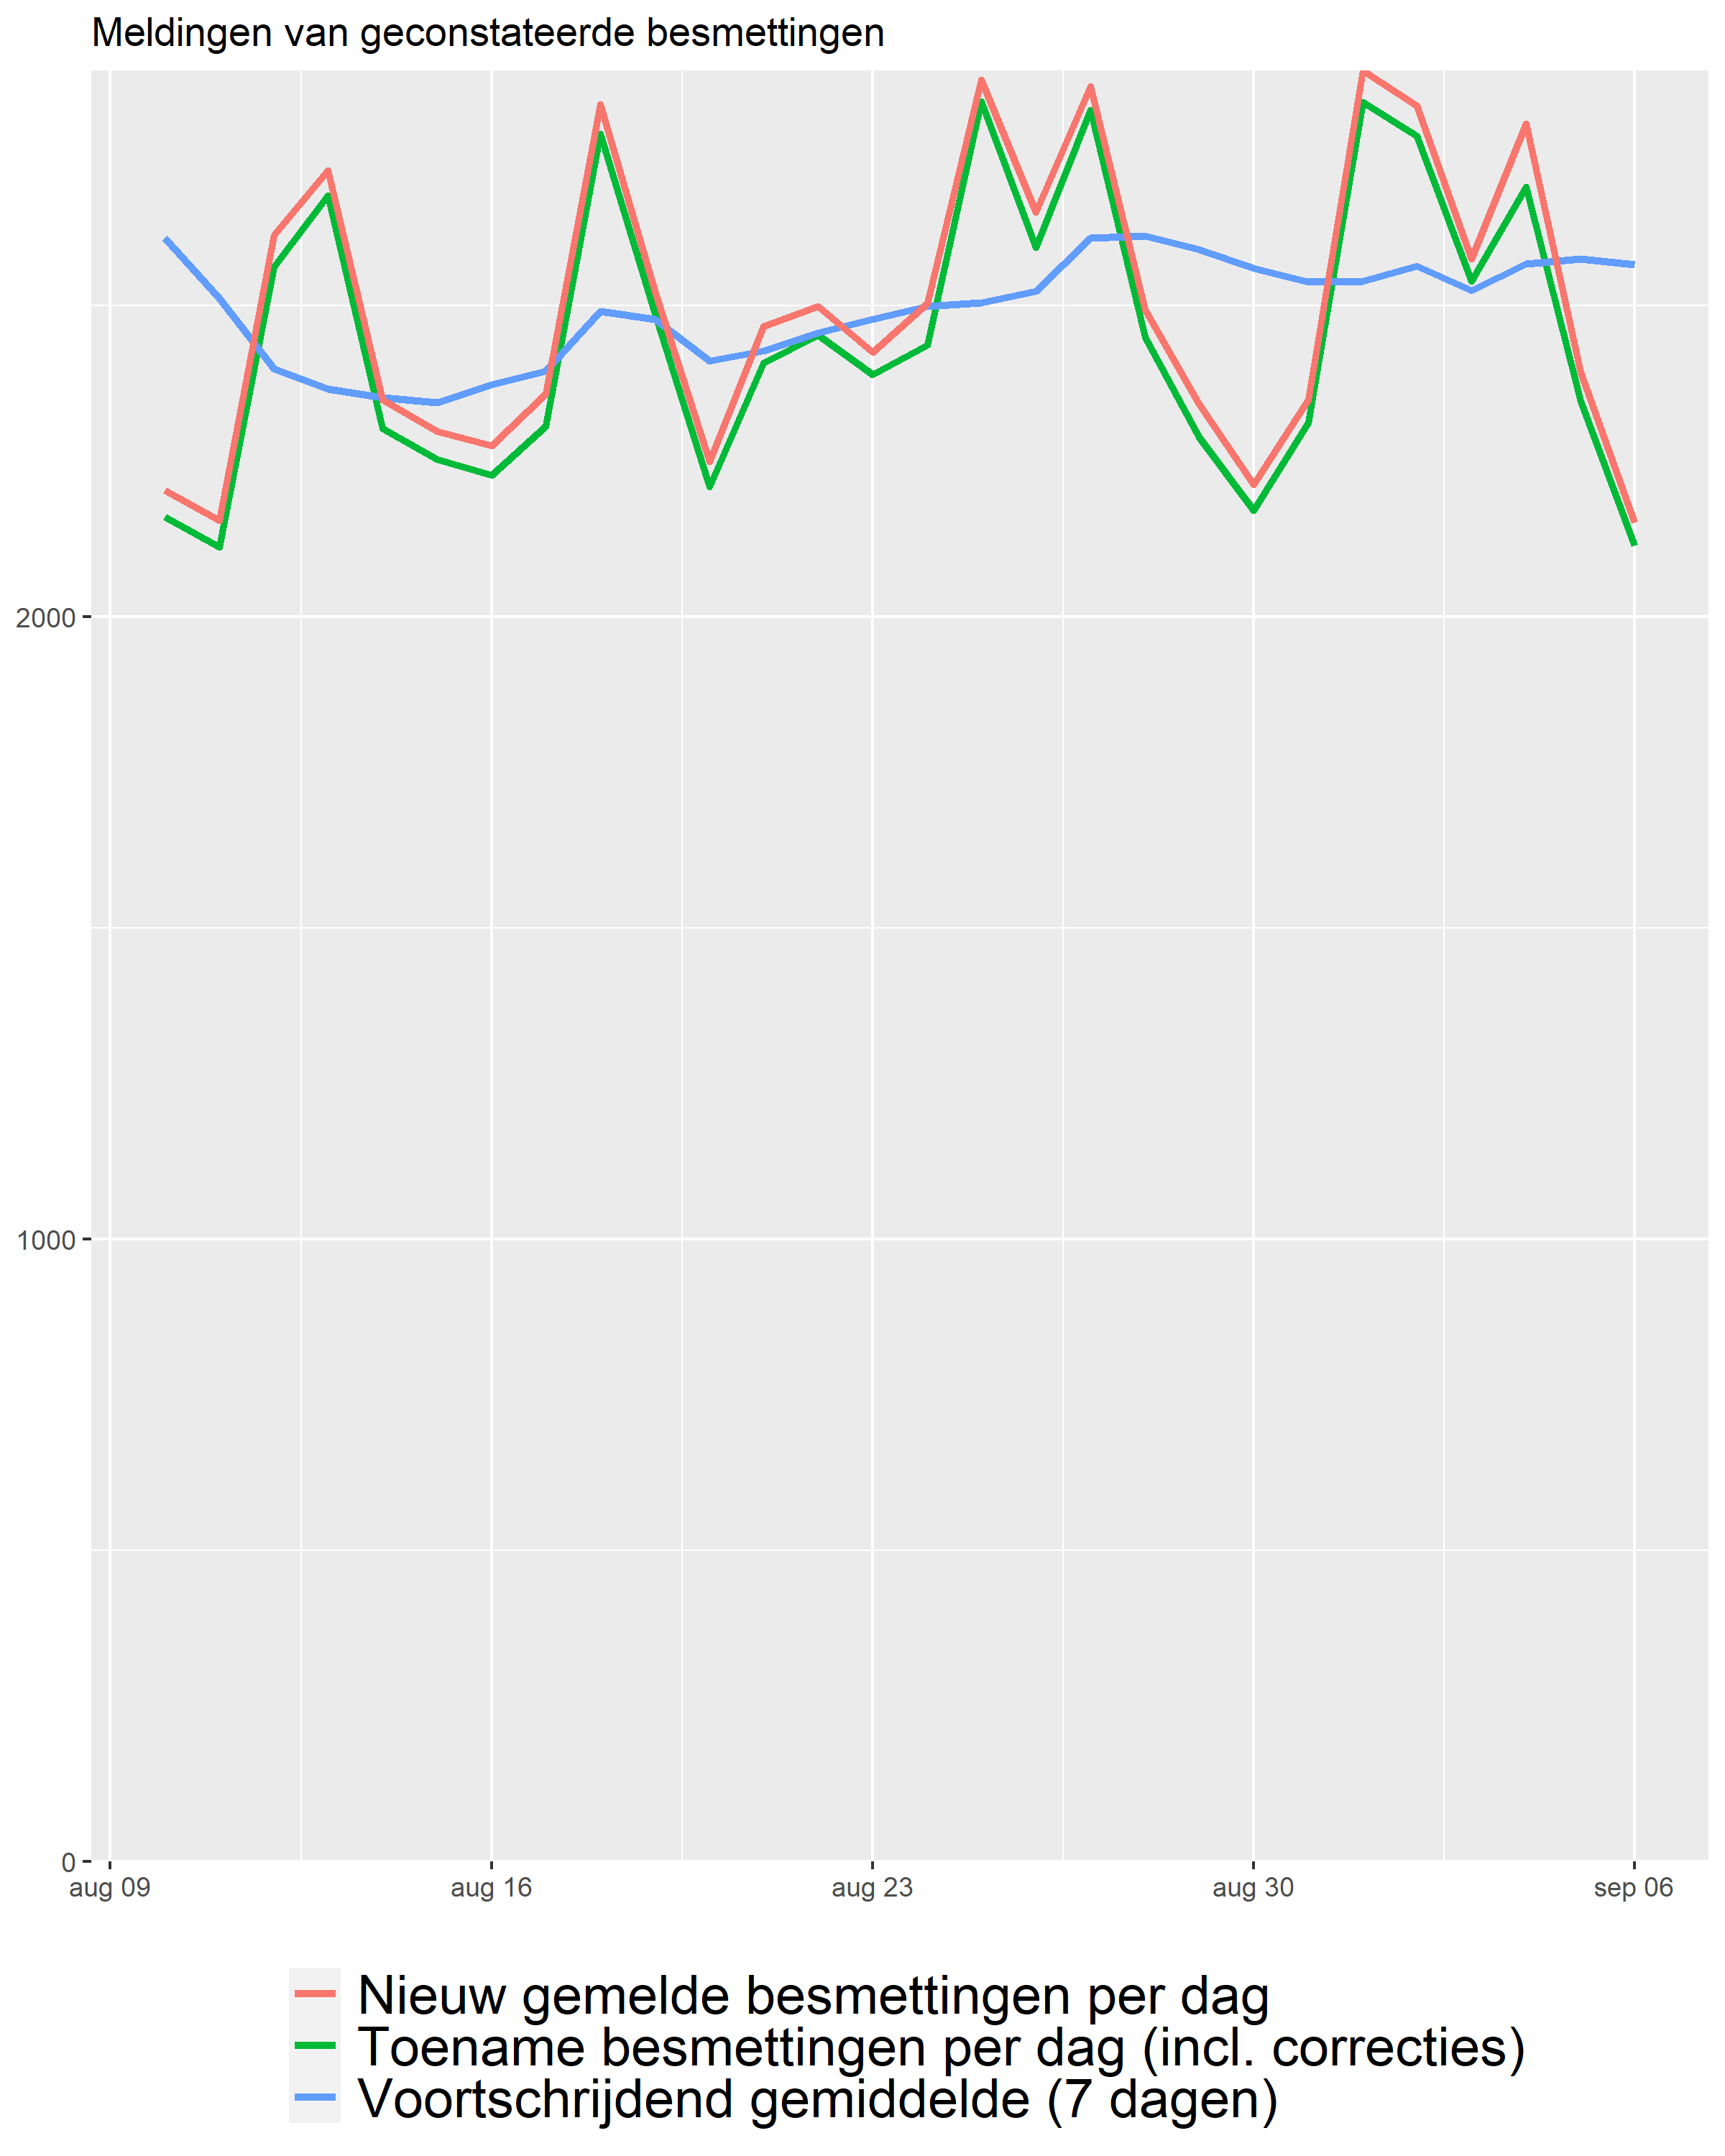 Meldingen van geconstateerde besmettingen
2000
1000
0
aug 09 aug 16 aug 23 aug 30 sep 06
Nieuw gemelde besmettingen per dag
Toename besmettingen per dag (incl. correcties)
Voortschrijdend gemiddelde (7 dagen)